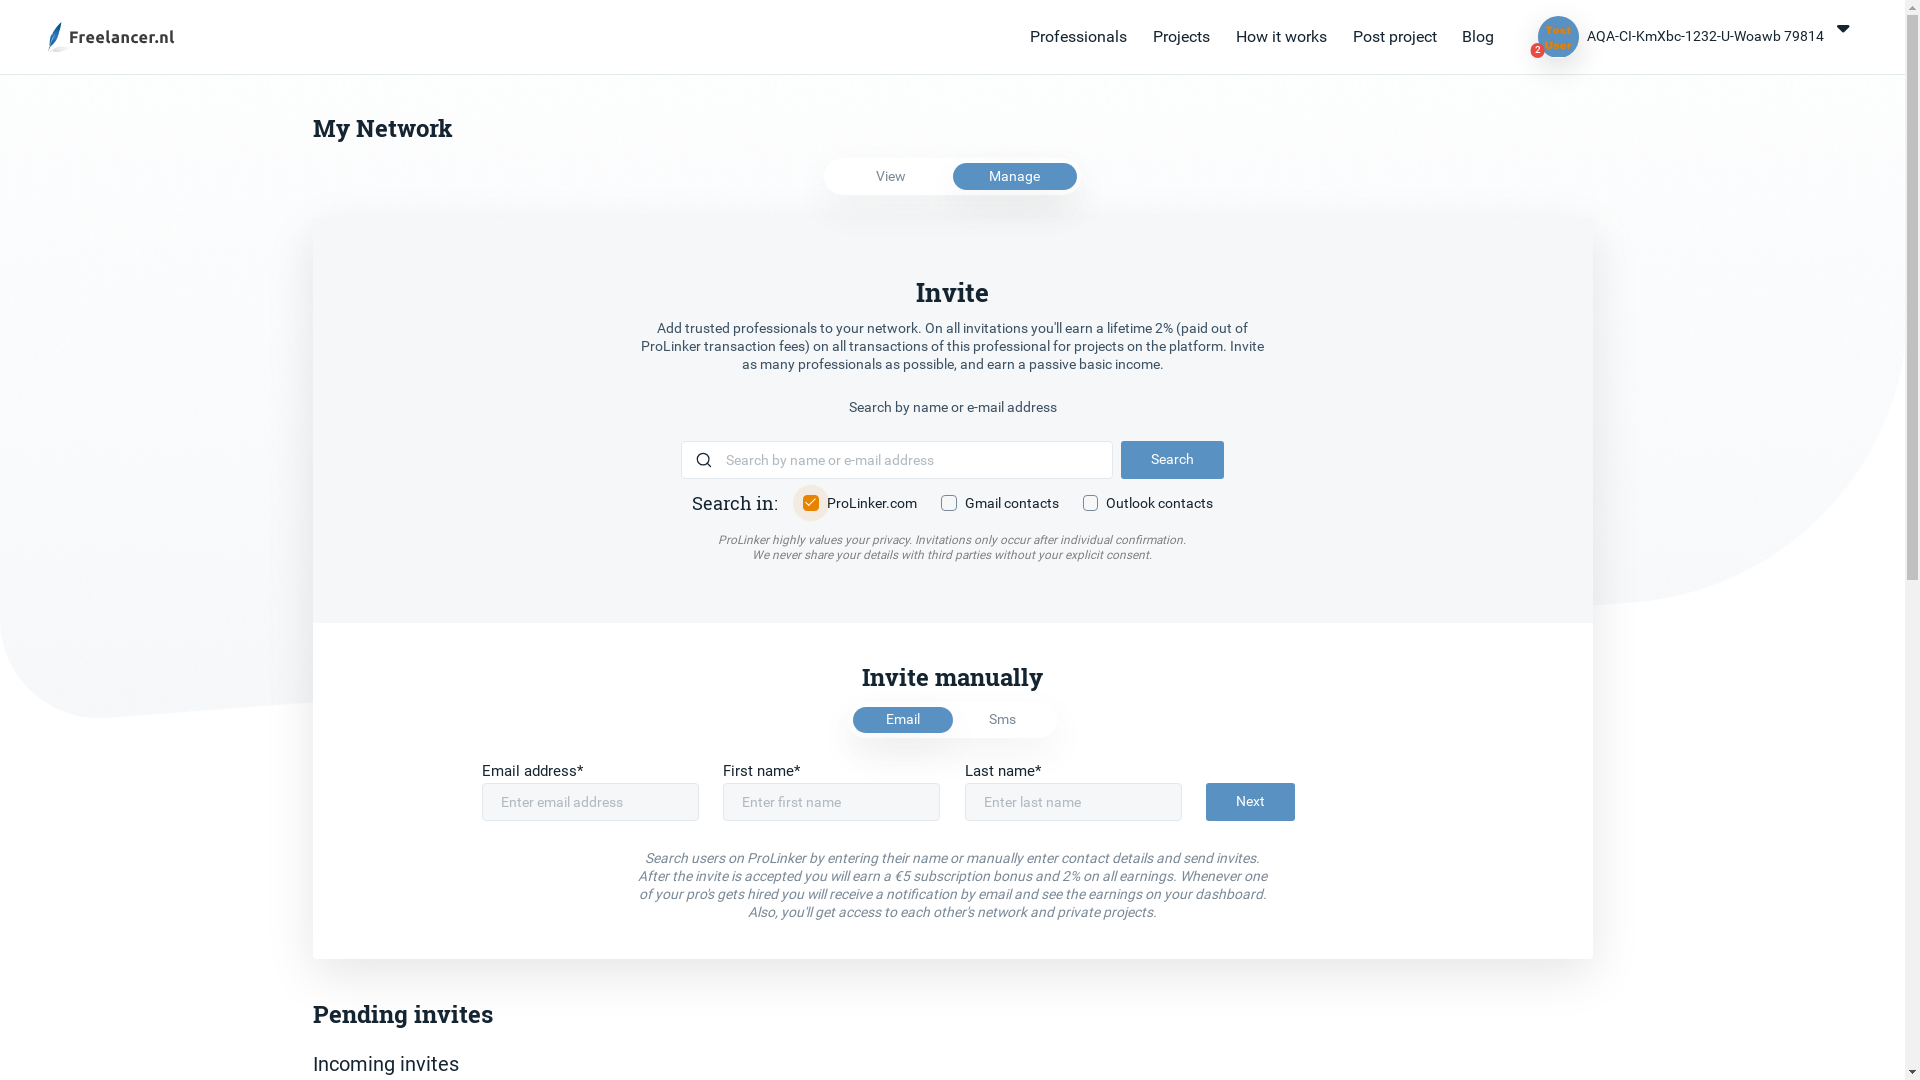 Freelancer.nl
Professionals
Projects
How it works
Post project
Blog
Test
User
2
AQA-CI-KmXbc-1232-U-Woawb 79814
My Network
View
Manage
Invite
Add trusted professionals to your network. On all invitations you'll earn a lifetime 2% (paid out of
ProLinker transaction fees) on all transactions of this professional for projects on the platform. Invite
as many professionals as possible, and earn a passive basic income.
Search by name or e-mail address
Search by name or e-mail address
Search
Search in:
ProLinker.com
Gmail contacts
Outlook contacts
ProLinker highly values your privacy. Invitations only occur after individual confirmation.
We never share your details with third parties without your explicit consent.
Invite manually
Email
Sms
Email address*
First name*
Last name*
Enter email address
Enter first name
Enter last name
Next
Search users on ProLinker by entering their name or manually enter contact details and send invites.
After the invite is accepted you will earn a €5 subscription bonus and 2% on all earnings. Whenever one
of your pro's gets hired you will receive a notification by email and see the earnings on your dashboard.
Also, you'll get access to each other's network and private projects.
Pending invites
Incoming invites